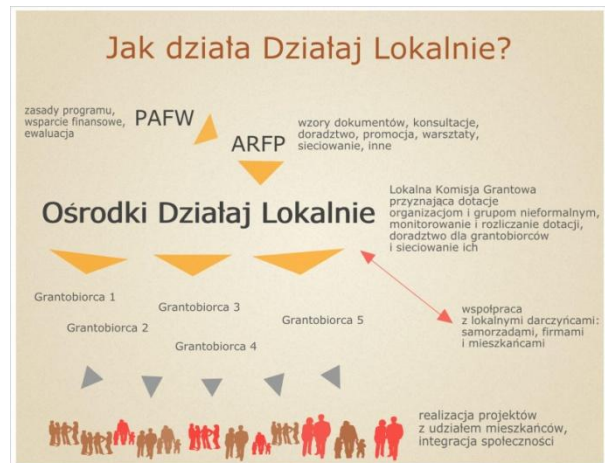 Jak działa Działaj Lokalnie?
zasady programu,
wsparcie finansowe,
ewaluacja
PAFW
ARFP
wzory dokumentów, konsultacje,
doradztwo, promocja, warsztaty,
sieciowanie, inne
Ośrodki Działaj Lokalnie
Lokalna Komisja Grantowa
przyznajaca dotacje
organizacjom i grupom nieformalnym,
monitorowanie i rozliczanie dotacji,
doradztwo dla grantobiorców
i sieciowanie ich
Grantobiorca 1
Grantobiorca 2
Grantobiorca 3
Grantobiorca 4
Grantobiorca 5
wspołpraca
z lokalnymi darczyńcami:
samorządámi, firmami
i mieszkańcami
realizacja projektów
z udziałem mieszkańców,
integracja społeczności